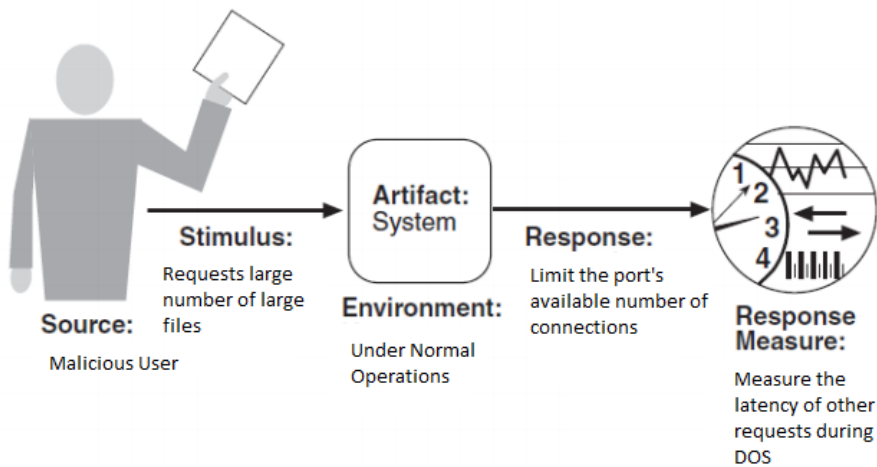 Source:
Malicious User
Stimulus:
Requests large
number of large
files
Artifact:
System
Environment:
Under Normal
Operations
Response:
Limit the port's
available number of
connections
1
2
3
4
Response
Measure:
Measure the
latency of other
requests during
DOS